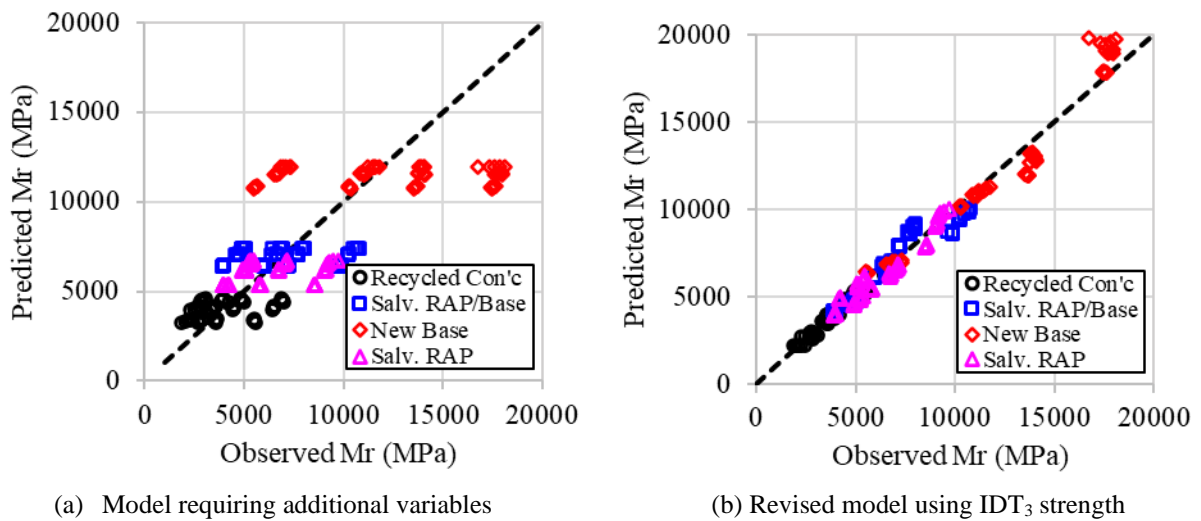 20000
15000
10000
5000
0
Predicted Mr (MPa)
Recycled Con'c
Salv. RAP/Base
New Base
Salv. RAP
0 5000 10000 15000 20000
Observed Mr (MPa)
(a) Model requiring additional variables
20000
15000
10000
5000
0
Predicted Mr (MPa)
Recycled Con'c
Salv. RAP/Base
New Base
Salv. RAP
0 5000 10000 15000 20000
Observed Mr (MPa)
(b) Revised model using IDT₃ strength